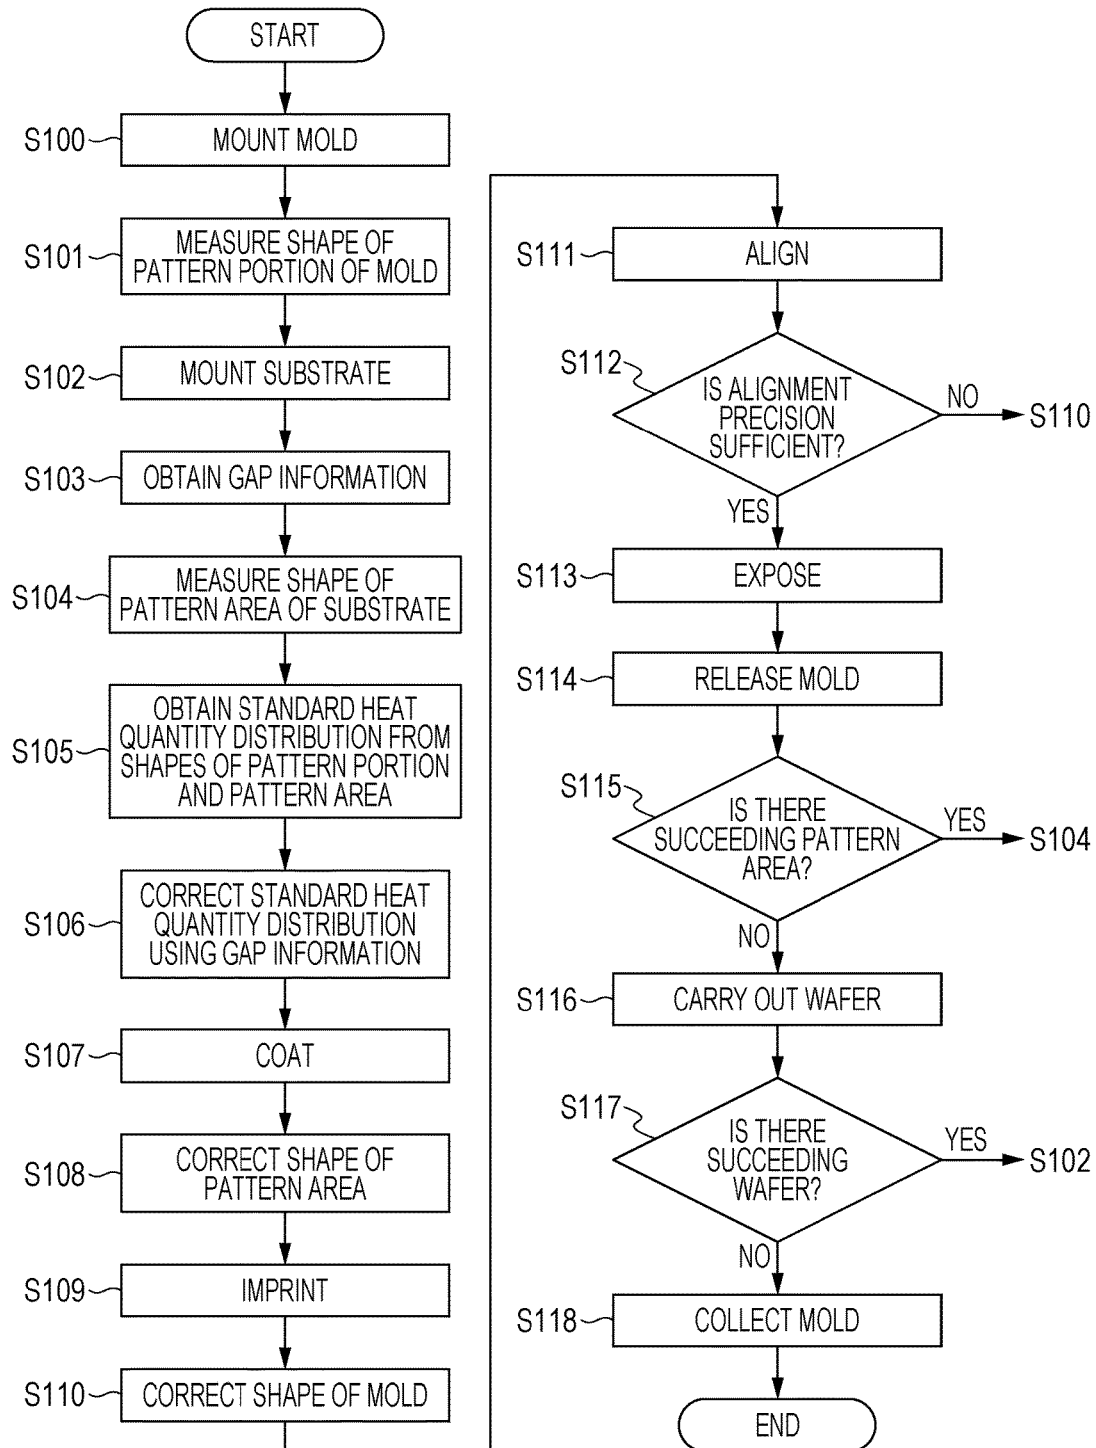 START
S100
MOUNT MOLD
S101
MEASURE SHAPE OF
PATTERN PORTION OF MOLD
S102
MOUNT SUBSTRATE
S103
OBTAIN GAP INFORMATION
S104
MEASURE SHAPE OF
PATTERN AREA OF SUBSTRATE
S105
OBTAIN STANDARD HEAT
QUANTITY DISTRIBUTION FROM
SHAPES OF PATTERN PORTION
AND PATTERN AREA
S106
CORRECT STANDARD HEAT
QUANTITY DISTRIBUTION
USING GAP INFORMATION
S107
COAT
S108
CORRECT SHAPE OF
PATTERN AREA
S109
IMPRINT
S110
CORRECT SHAPE OF MOLD
S111
ALIGN
S112
IS ALIGNMENT
PRECISION
SUFFICIENT?
NO
S110
YES
S113
EXPOSE
S114
RELEASE MOLD
S115
IS THERE
SUCCEEDING PATTERN
AREA?
YES
S104
NO
S116
CARRY OUT WAFER
S117
IS THERE
SUCCEEDING
WAFER?
YES
S102
NO
S118
COLLECT MOLD
END